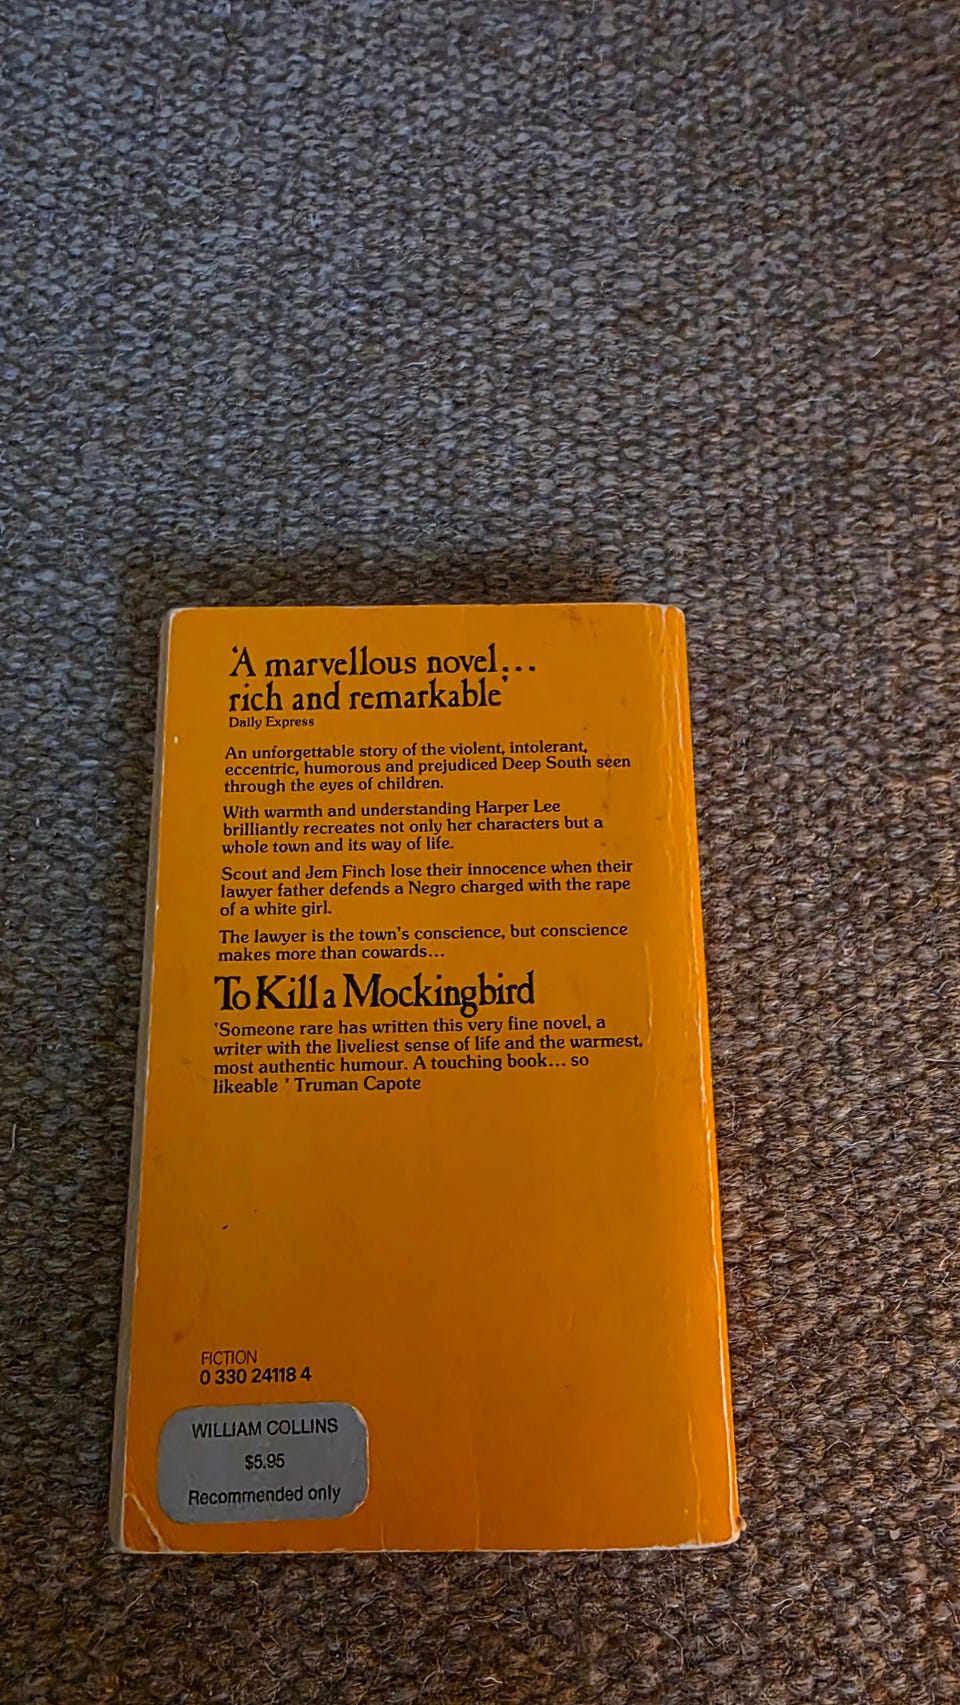 ‘A marvellous novel...
rich and remarkable’
Daily Express
An unforgettable story of the violent, intolerant,
eccentric, humorous and prejudiced Deep South seen
through the eyes of children.
With warmth and understanding Harper Lee
brilliantly recreates not only her characters but a
whole town and its way of life.
Scout and Jem Finch lose their innocence when their
lawyer father defends a Negro charged with the rape
of a white girl.
The lawyer is the town’s conscience, but conscience
makes more than cowards...
To Kill a Mockingbird
‘Someone rare has written this very fine novel, a
writer with the liveliest sense of life and the warmest,
most authentic humour. A touching book... so
likeable ’ Truman Capote
FICTION
0 330 24118 4
WILLIAM COLLINS
$5.95
Recommended only